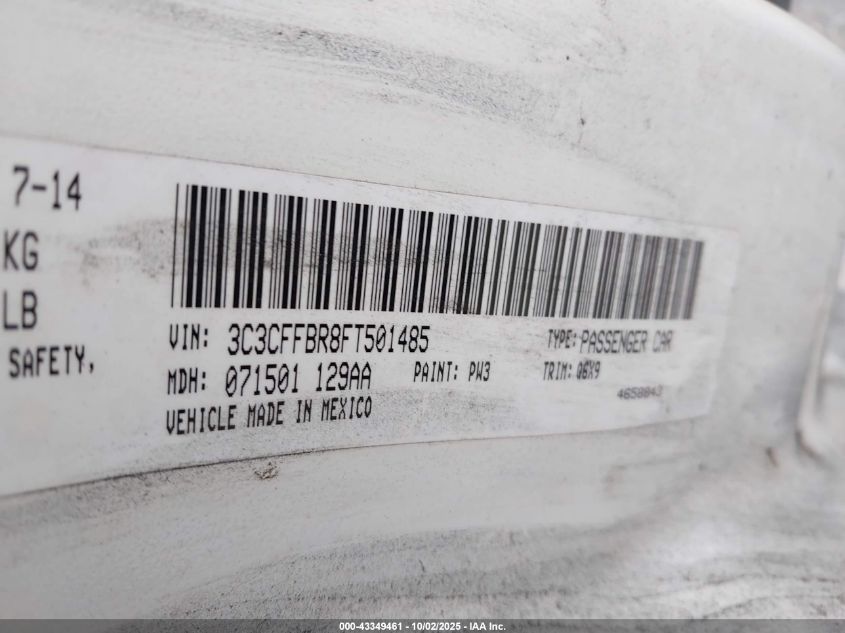 7-14
KG
LB
SAFETY,
VIN: 3C3CFFBR8FT501485
TYPE: PASSENGER CAR
MDH: 071501 129AA
PAINT: PW3
TRIM: Q6X9
VEHICLE MADE IN MEXICO
4658843
000-43349461 - 10/02/2025 - IAA Inc.